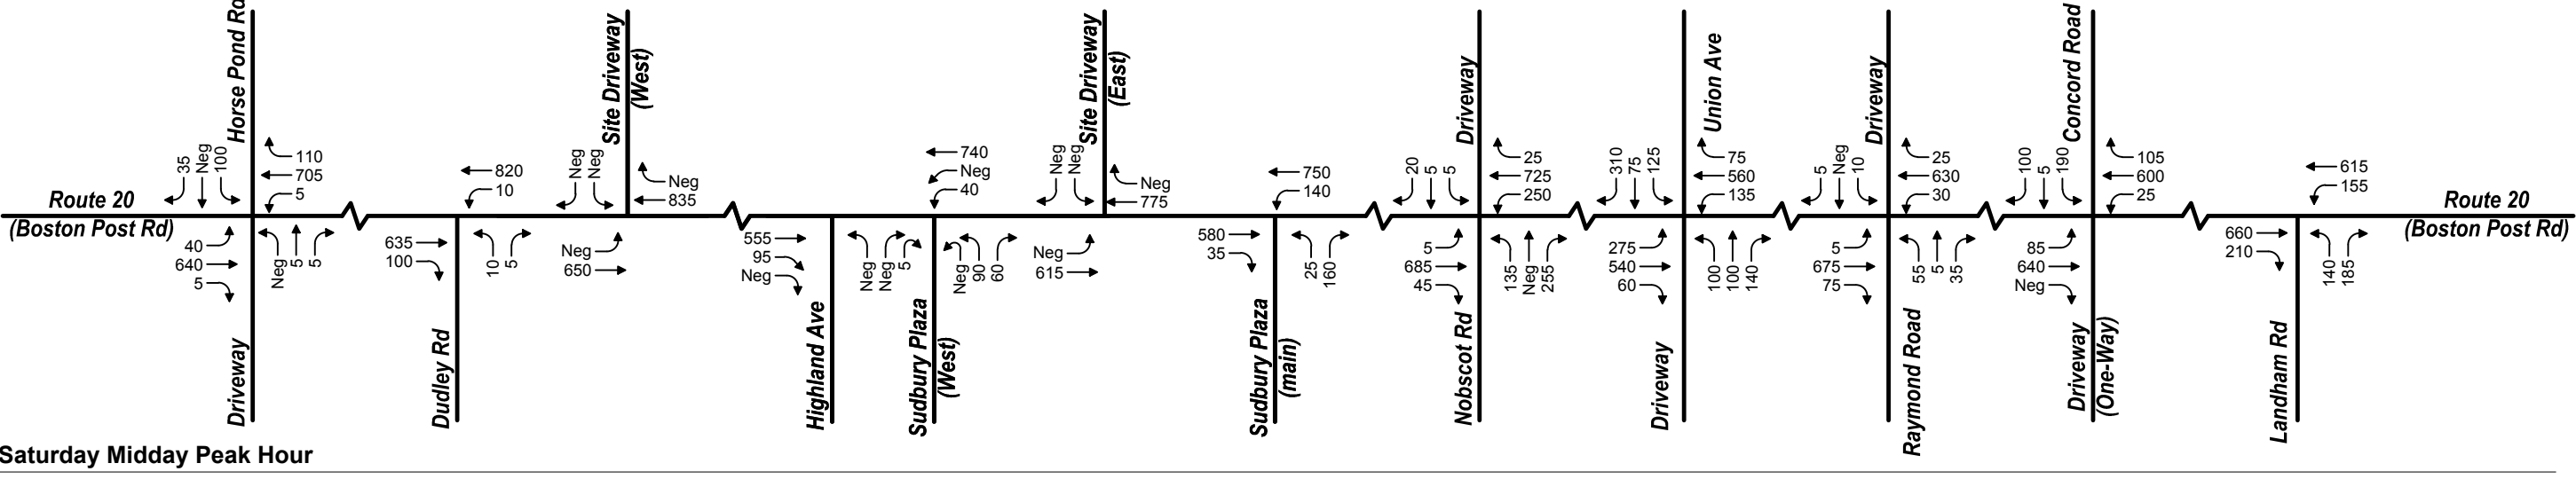 Horse Pond Rd
35
Neg
100
110
705
5
Route 20
(Boston Post Rd)
40
640
5
Neg
5
5
Driveway
820
10
635
100
10
5
Dudley Rd
Site Driveway
(West)
Neg
Neg
Neg
835
Neg
650
555
95
Neg
Highland Ave
Neg
Neg
5
740
Neg
40
Neg
90
60
Sudbury Plaza
(West)
Site Driveway
(East)
Neg
Neg
Neg
775
Neg
615
750
140
580
35
25
160
Sudbury Plaza
(main)
Driveway
20
5
5
25
725
250
5
685
45
135
Neg
255
Nobscot Rd
Union Ave
310
75
125
75
560
135
275
540
60
100
100
140
Driveway
Driveway
5
Neg
10
25
630
30
5
675
75
55
5
35
Raymond Road
Concord Road
100
5
190
105
600
25
85
640
Neg
Driveway
(One-Way)
615
155
660
210
140
185
Landham Rd
Route 20
(Boston Post Rd)
Saturday Midday Peak Hour